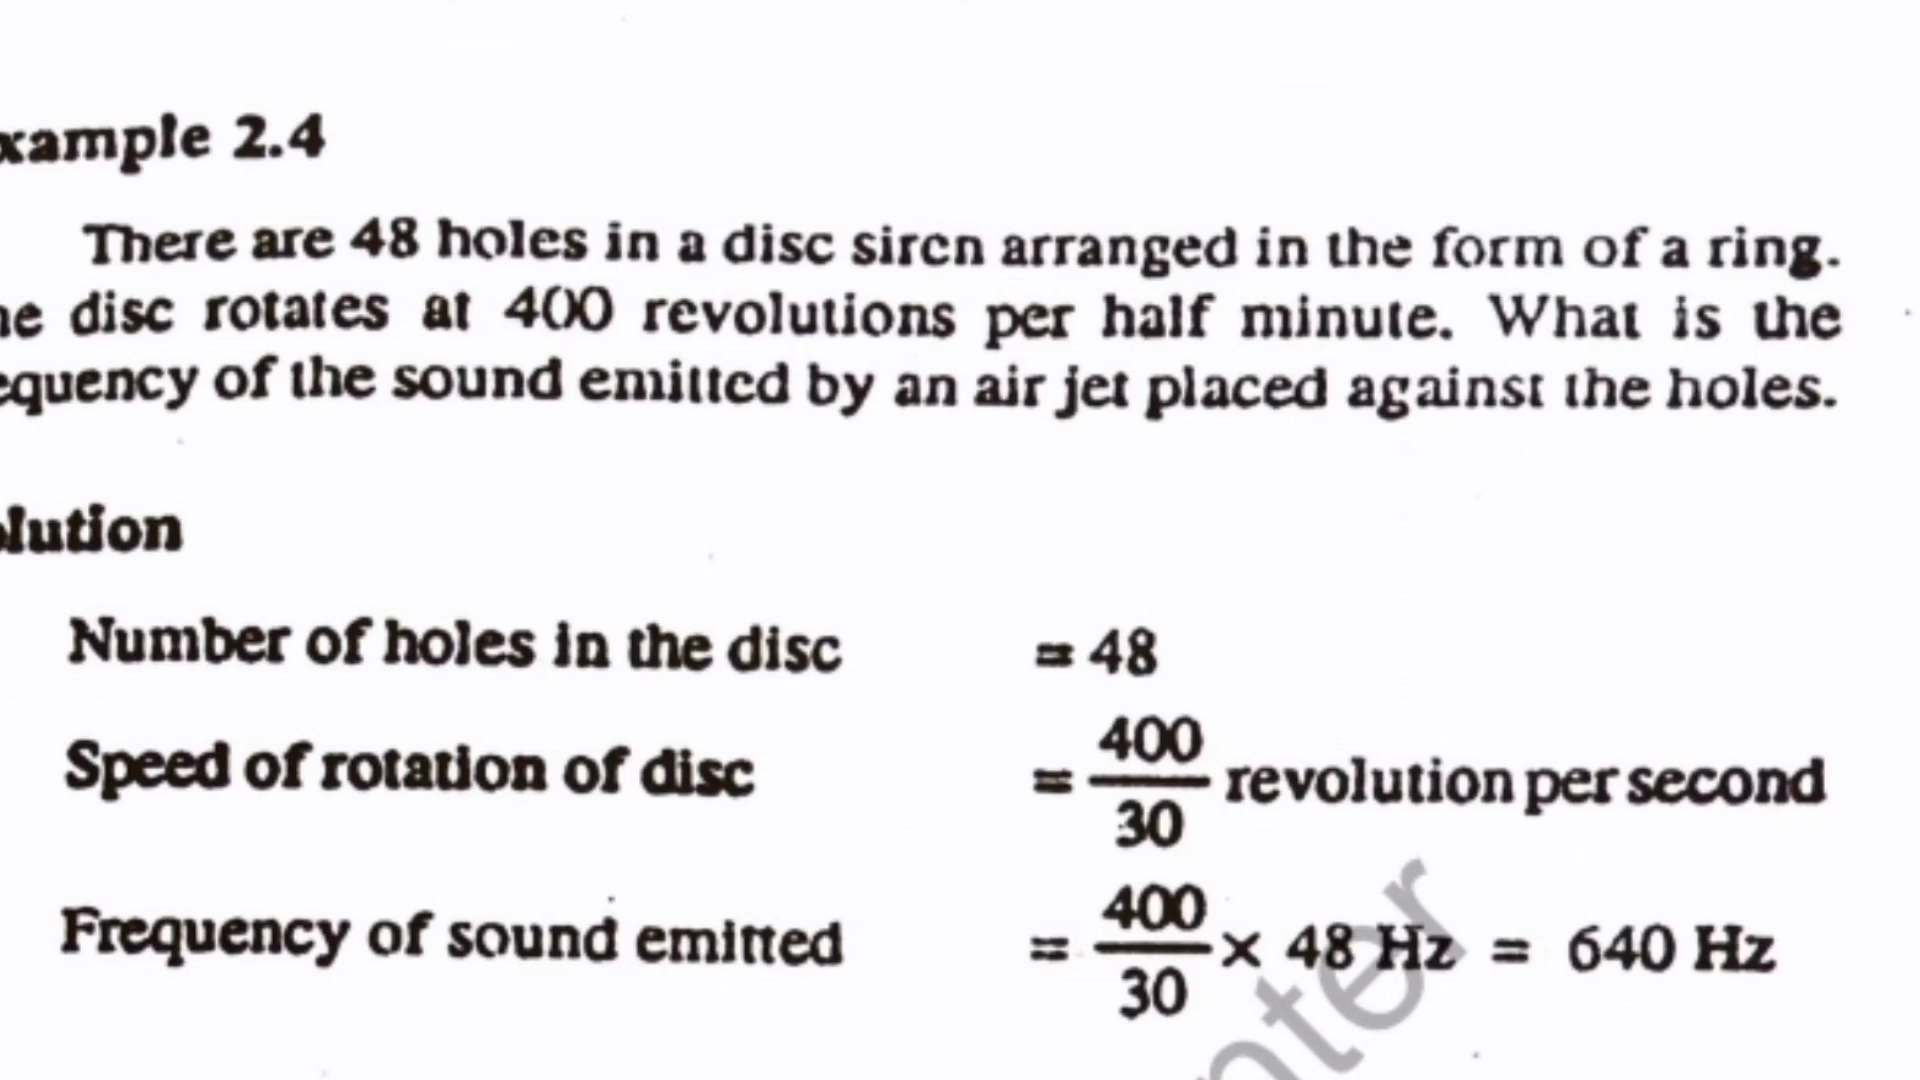 xample 2.4
There are 48 holes in a disc siren arranged in the form of a ring.
he disc rotates at 400 revolutions per half minute. What is the
equency of the sound emitted by an air jet placed against the holes.
olution
Number of holes in the disc = 48
Speed of rotation of disc = 400/30 revolution per second
Frequency of sound emitted = 400/30 × 48 Hz = 640 Hz
nter